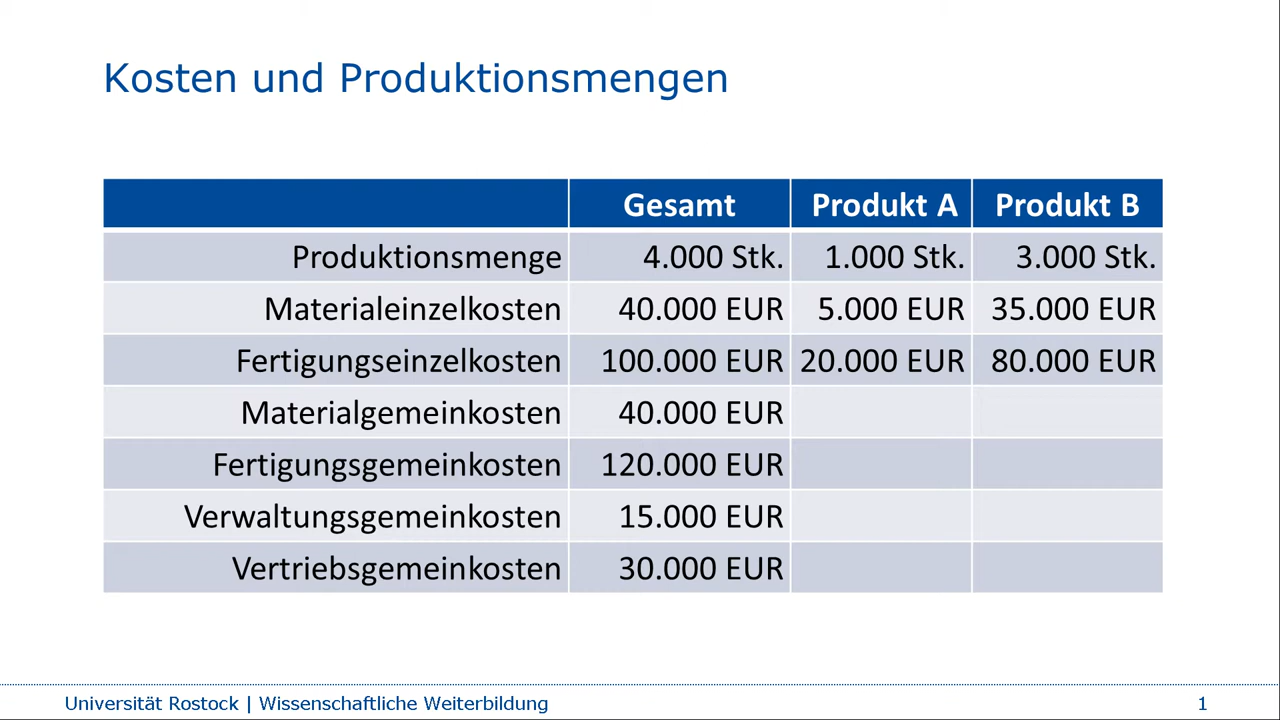 Kosten und Produktionsmengen
Gesamt Produkt A Produkt B
Produktionsmenge 4.000 Stk. 1.000 Stk. 3.000 Stk.
Materialeinzelkosten 40.000 EUR 5.000 EUR 35.000 EUR
Fertigungseinzelkosten 100.000 EUR 20.000 EUR 80.000 EUR
Materialgemeinkosten 40.000 EUR
Fertigungsgemeinkosten 120.000 EUR
Verwaltungsgemeinkosten 15.000 EUR
Vertriebsgemeinkosten 30.000 EUR
Universität Rostock | Wissenschaftliche Weiterbildung 1